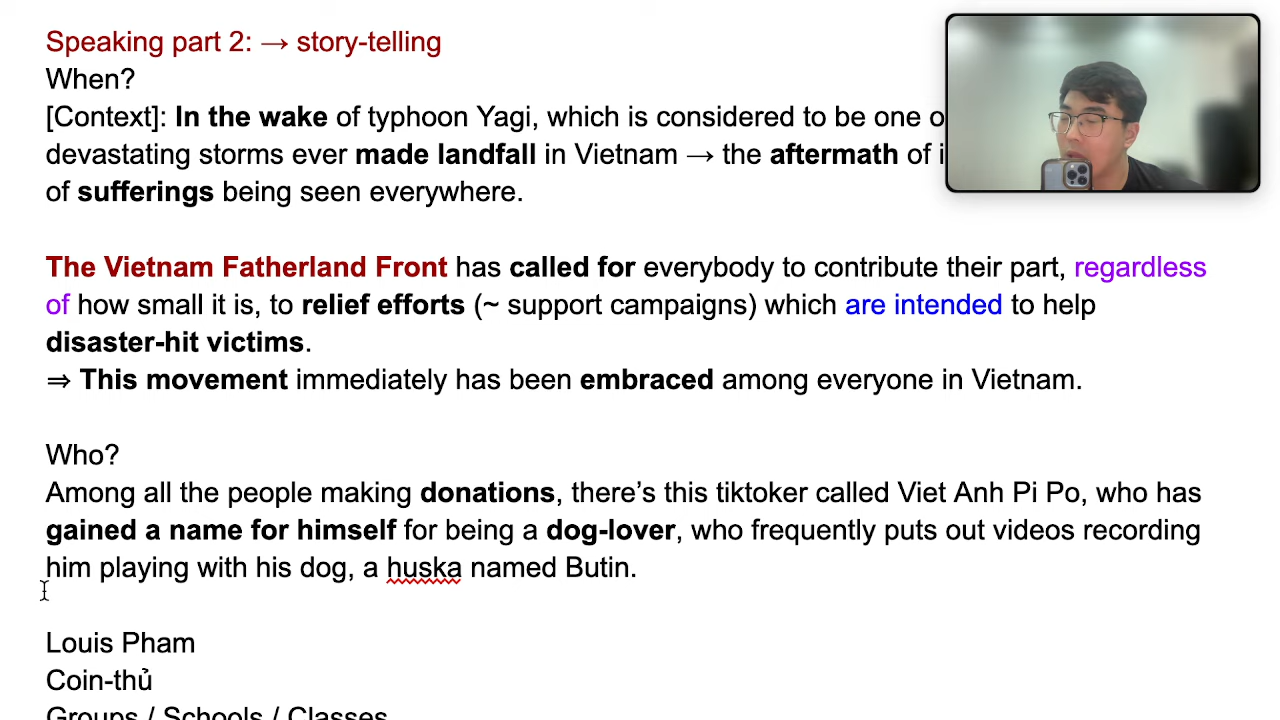 Speaking part 2: → story-telling
When?
[Context]: In the wake of typhoon Yagi, which is considered to be one
devastating storms ever made landfall in Vietnam → the aftermath of
of sufferings being seen everywhere.
The Vietnam Fatherland Front has called for everybody to contribute their part, regardless
of how small it is, to relief efforts (~ support campaigns) which are intended to help
disaster-hit victims.
⇒ This movement immediately has been embraced among everyone in Vietnam.
Who?
Among all the people making donations, there’s this tiktoker called Viet Anh Pi Po, who has
gained a name for himself for being a dog-lover, who frequently puts out videos recording
him playing with his dog, a huska named Butin.
Louis Pham
Coin-thủ
Groups / Schools / Classes